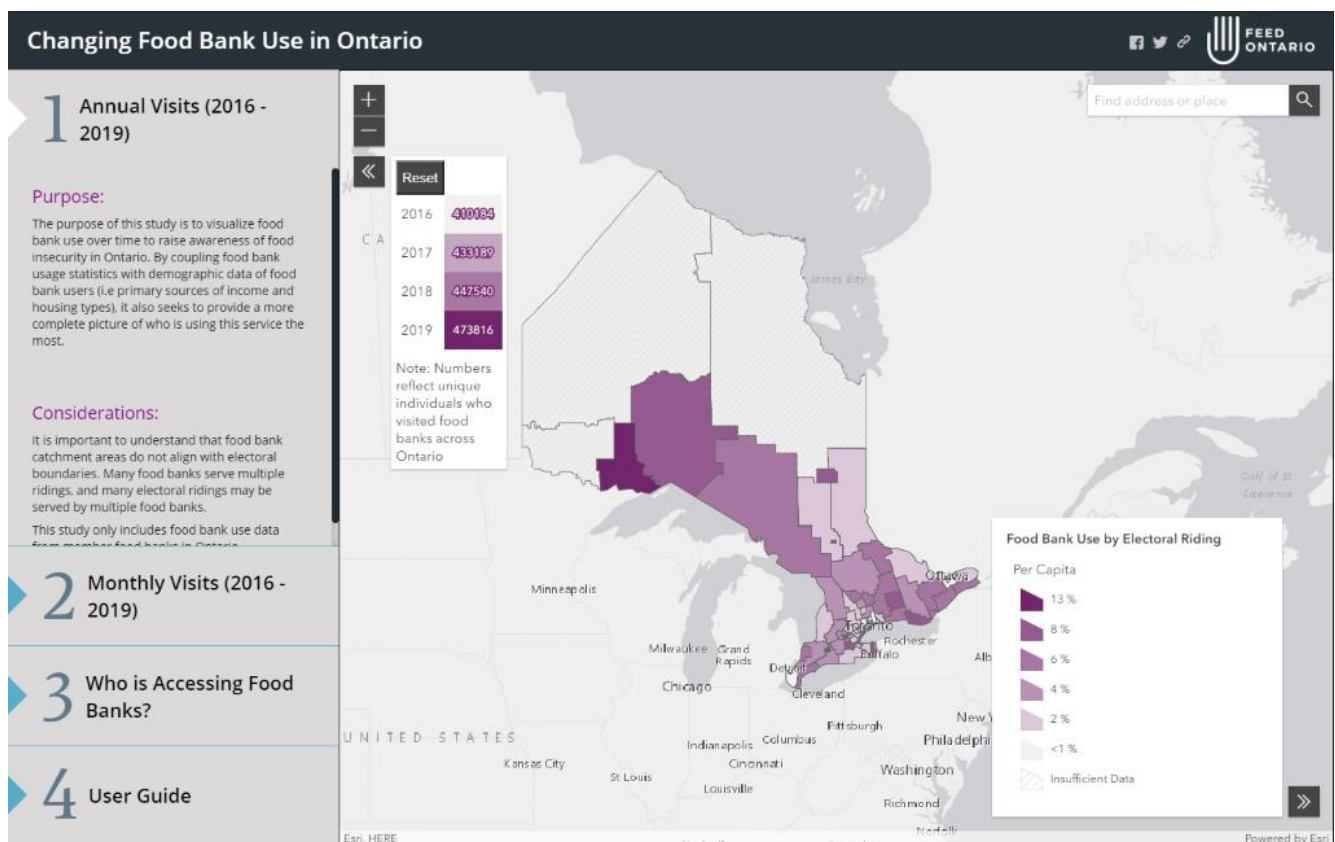 Changing Food Bank Use in Ontario
FEED
ONTARIO
1
Annual Visits (2016 -
2019)
Purpose:
The purpose of this study is to visualize food
bank use over time to raise awareness of food
insecurity in Ontario. By coupling food bank
usage statistics with demographic data of food
bank users (i.e primary sources of income and
housing types), it also seeks to provide a more
complete picture of who is using this service the
most.
Considerations:
It is important to understand that food bank
catchment areas do not align with electoral
boundaries. Many food banks serve multiple
ridings, and many electoral ridings may be
served by multiple food banks.
This study only includes food bank use data
from member food banks in Ontario
2
Monthly Visits (2016 -
2019)
3
Who is Accessing Food
Banks?
4
User Guide
Find address or place
Reset
2016 410184
2017 433189
2018 447540
2019 473816
Note: Numbers
reflect unique
individuals who
visited food
banks across
Ontario
C A
James Bay
Gulf of St
Lawrence
Ottawa
Minneapolis
Toronto
Rochester
Milwaukee
Grand
Rapids
Buffalo
Alb
Detroit
Chicago
Cleveland
Pittsburgh
New Y
UNITED STATES
Indianapolis
Columbus
Philadelphi
Kansas City
Cincinnati
Washington
St Louis
Louisville
Richmond
Norfolk
Food Bank Use by Electoral Riding
Per Capita
13 %
8 %
6 %
4 %
2 %
<1 %
Insufficient Data
Esri, HERE
Powered by Esri